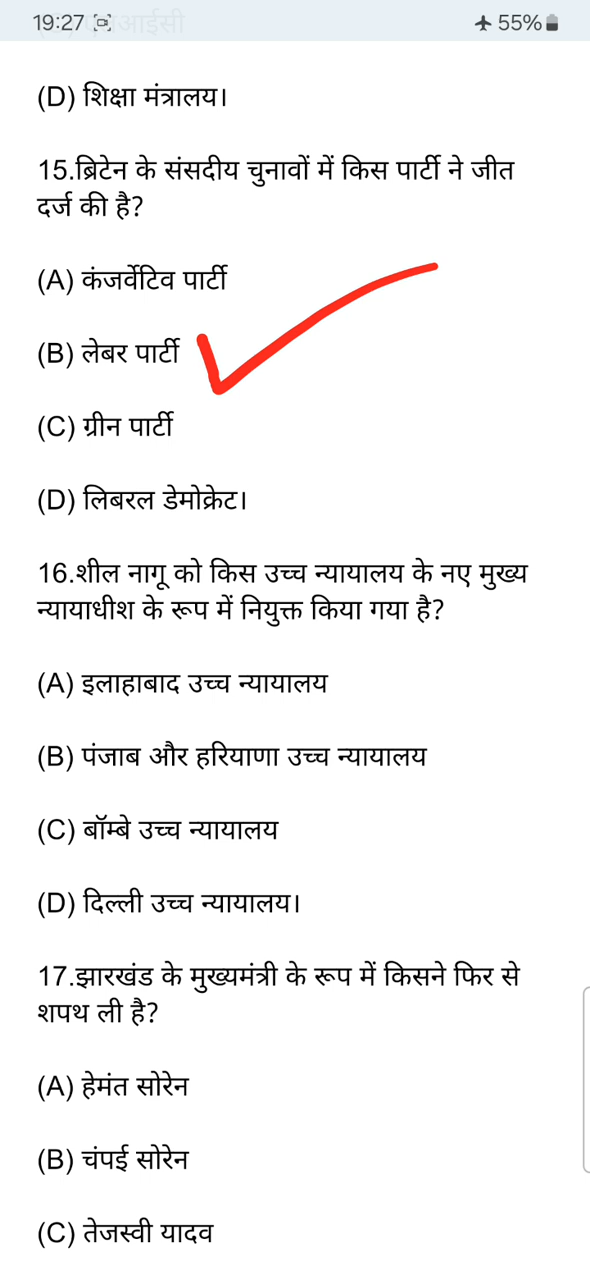 19:27
55%
(D) शिक्षा मंत्रालय।
15.ब्रिटेन के संसदीय चुनावों में किस पार्टी ने जीत
दर्ज की है?
(A) कंजर्वेटिव पार्टी
(B) लेबर पार्टी
(C) ग्रीन पार्टी
(D) लिबरल डेमोक्रेट।
16.शील नागू को किस उच्च न्यायालय के नए मुख्य
न्यायाधीश के रूप में नियुक्त किया गया है?
(A) इलाहाबाद उच्च न्यायालय
(B) पंजाब और हरियाणा उच्च न्यायालय
(C) बॉम्बे उच्च न्यायालय
(D) दिल्ली उच्च न्यायालय।
17.झारखंड के मुख्यमंत्री के रूप में किसने फिर से
शपथ ली है?
(A) हेमंत सोरेन
(B) चंपई सोरेन
(C) तेजस्वी यादव